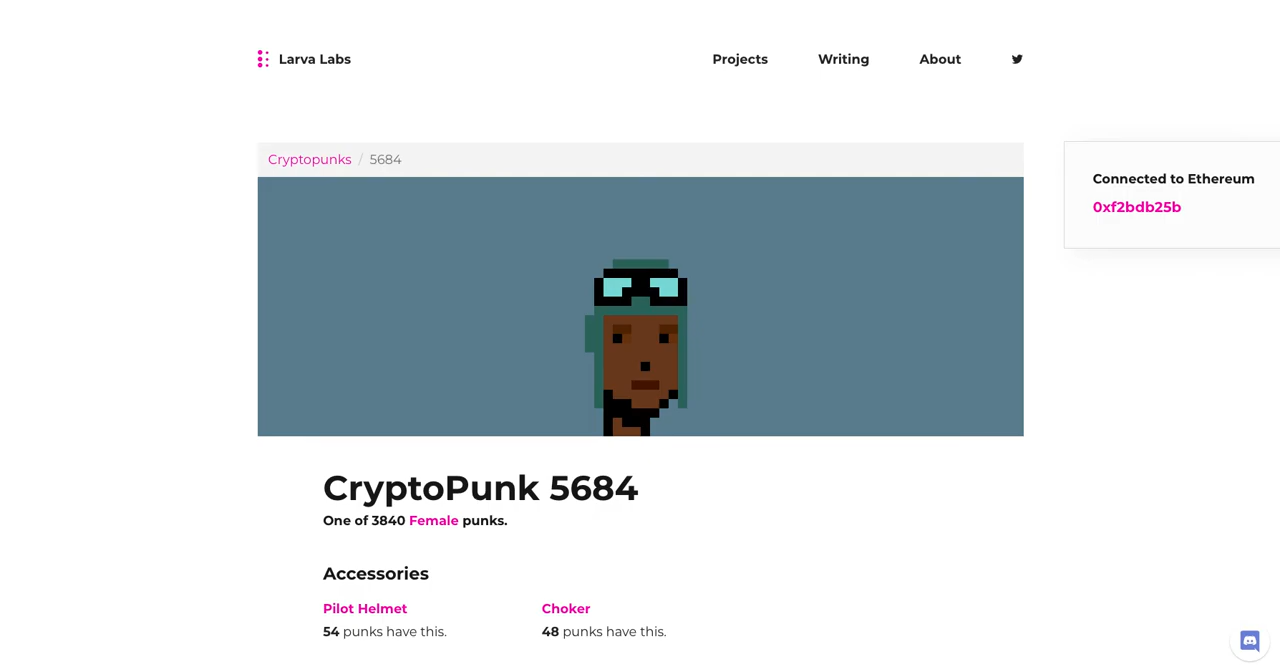 Larva Labs
Projects
Writing
About
Cryptopunks / 5684
Connected to Ethereum
0xf2bdb25b
CryptoPunk 5684
One of 3840 Female punks.
Accessories
Pilot Helmet
54 punks have this.
Choker
48 punks have this.